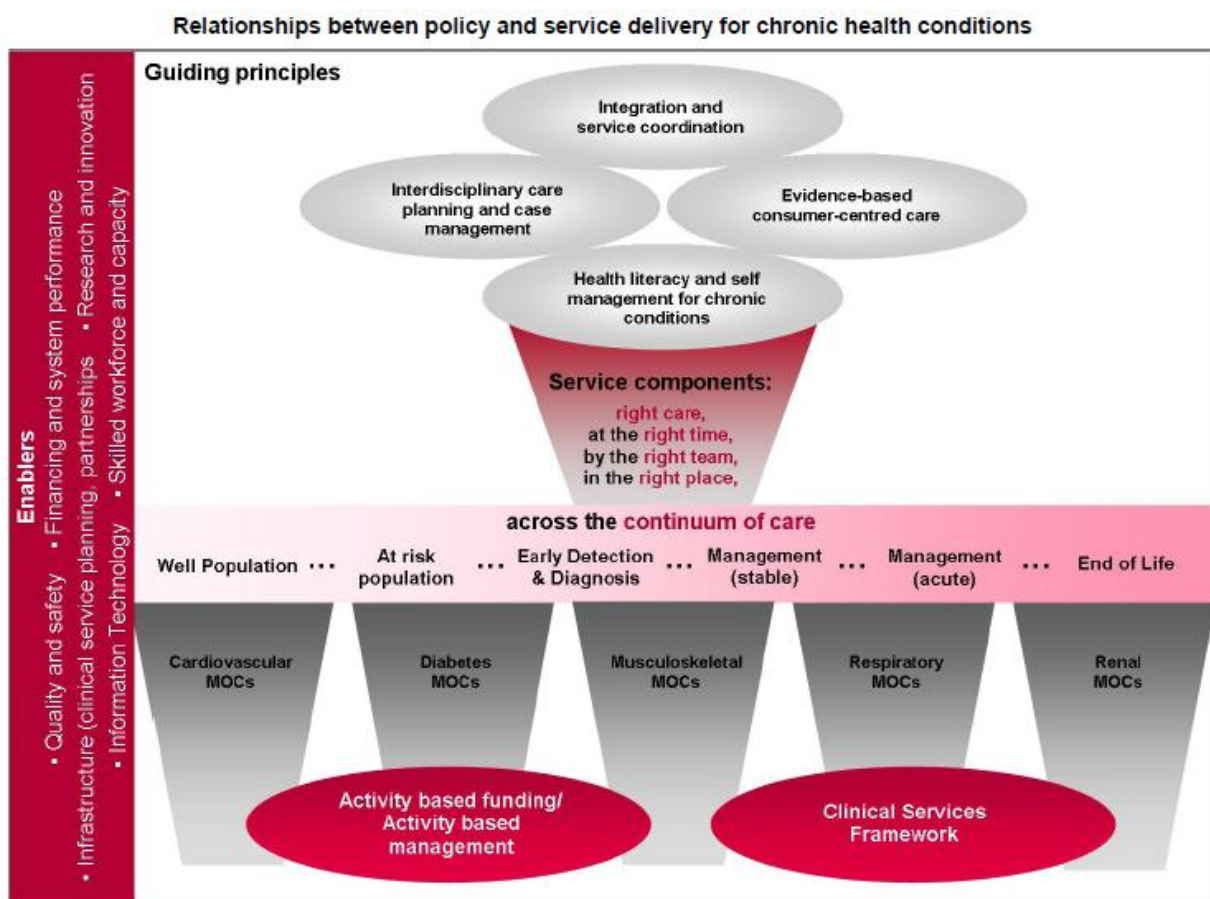 Relationships between policy and service delivery for chronic health conditions
Enablers
▪ Quality and safety ▪ Financing and system performance
▪ Infrastructure (clinical service planning, partnerships ▪ Research and innovation
▪ Information Technology ▪ Skilled workforce and capacity
Guiding principles
Integration and
service coordination
Interdisciplinary care
planning and case
management
Evidence-based
consumer-centred care
Health literacy and self
management for chronic
conditions
Service components:
right care,
at the right time,
by the right team,
in the right place,
across the continuum of care
Well Population ... At risk population ... Early Detection & Diagnosis ... Management (stable) ... Management (acute) ... End of Life
Cardiovascular
MOCs
Diabetes
MOCs
Musculoskeletal
MOCs
Respiratory
MOCs
Renal
MOCs
Activity based funding/
Activity based
management
Clinical Services
Framework